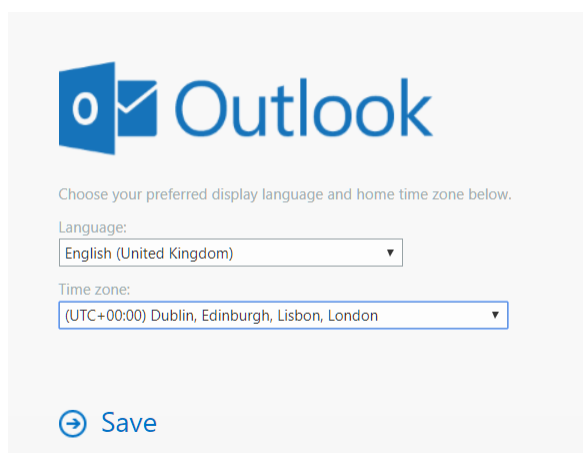 Outlook
Choose your preferred display language and home time zone below.
Language:
English (United Kingdom)
Time zone:
(UTC+00:00) Dublin, Edinburgh, Lisbon, London
Save